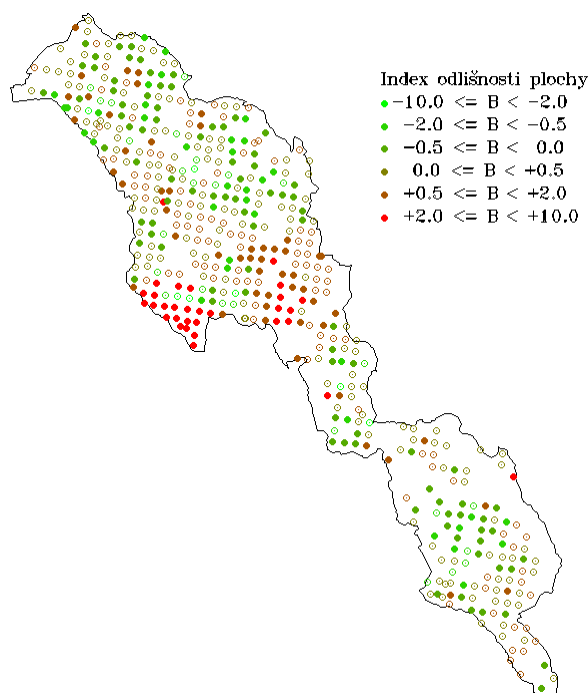 Index odlišnosti plochy
-10.0 <= B < -2.0
-2.0 <= B < -0.5
-0.5 <= B < 0.0
0.0 <= B < +0.5
+0.5 <= B < +2.0
+2.0 <= B < +10.0